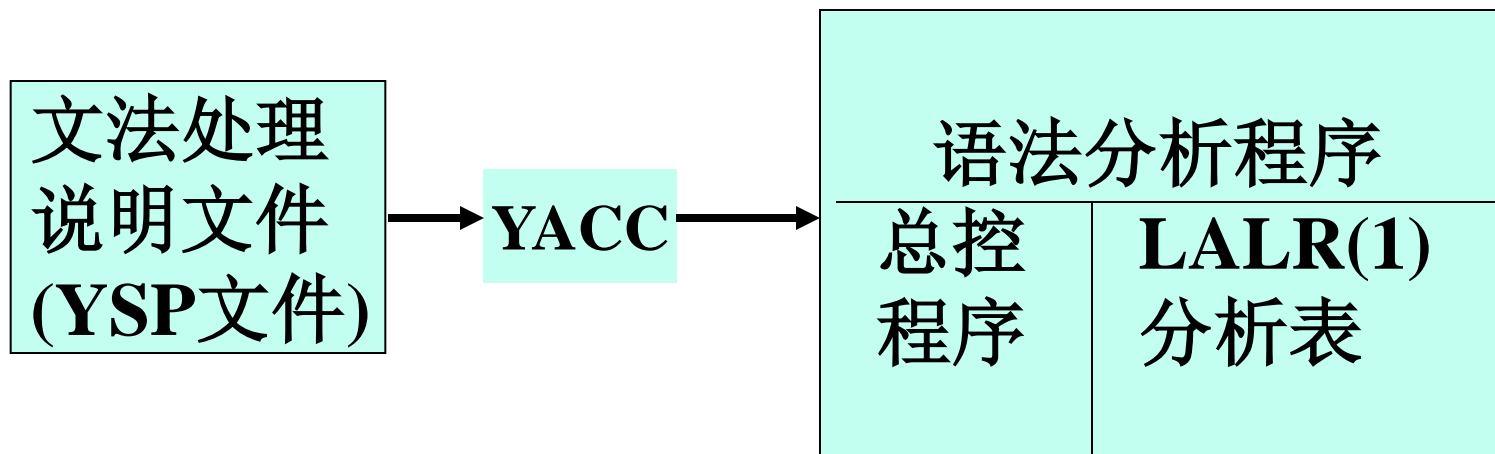 文法处理
说明文件
(YSP文件)
YACC
语法分析程序
总控
程序
LALR(1)
分析表